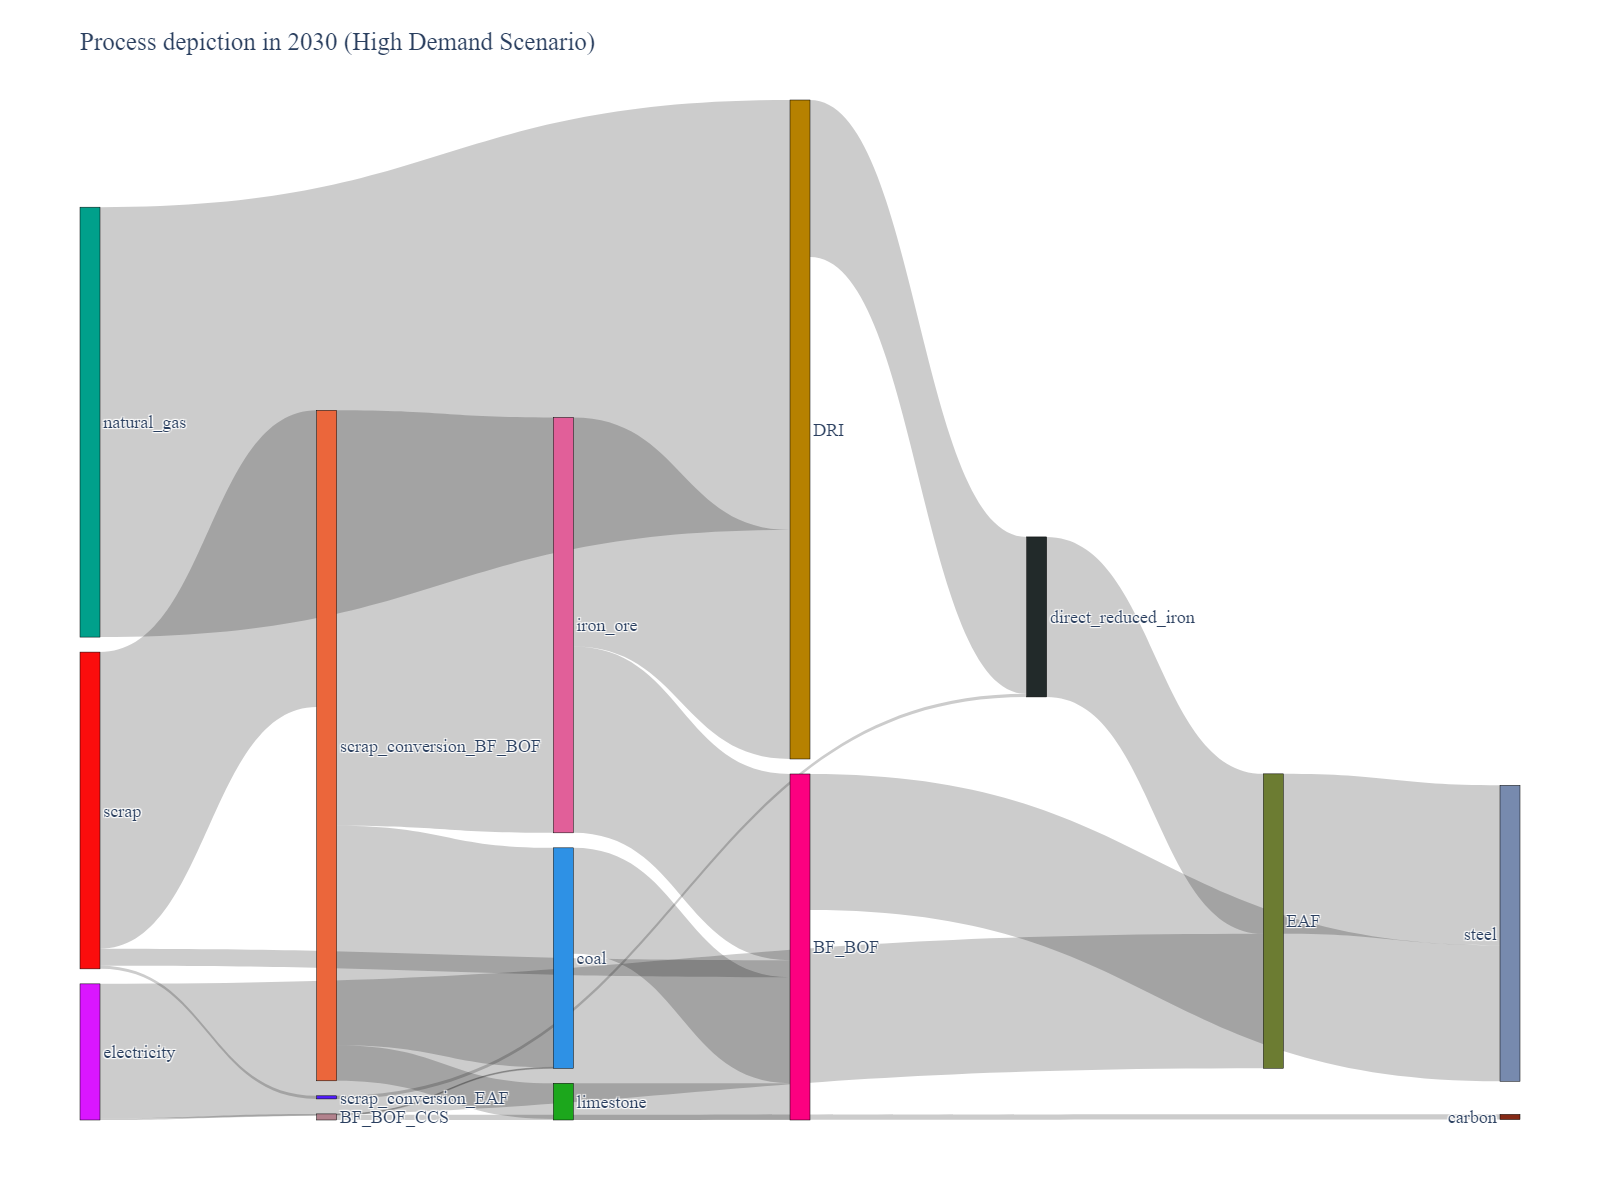 Process depiction in 2030 (High Demand Scenario)
natural_gas
DRI
iron_ore
direct_reduced_iron
scrap_conversion_BF_BOF
scrap
EAF
steel
BF_BOF
coal
electricity
scrap_conversion_EAF
limestone
BF_BOF_CCS
carbon